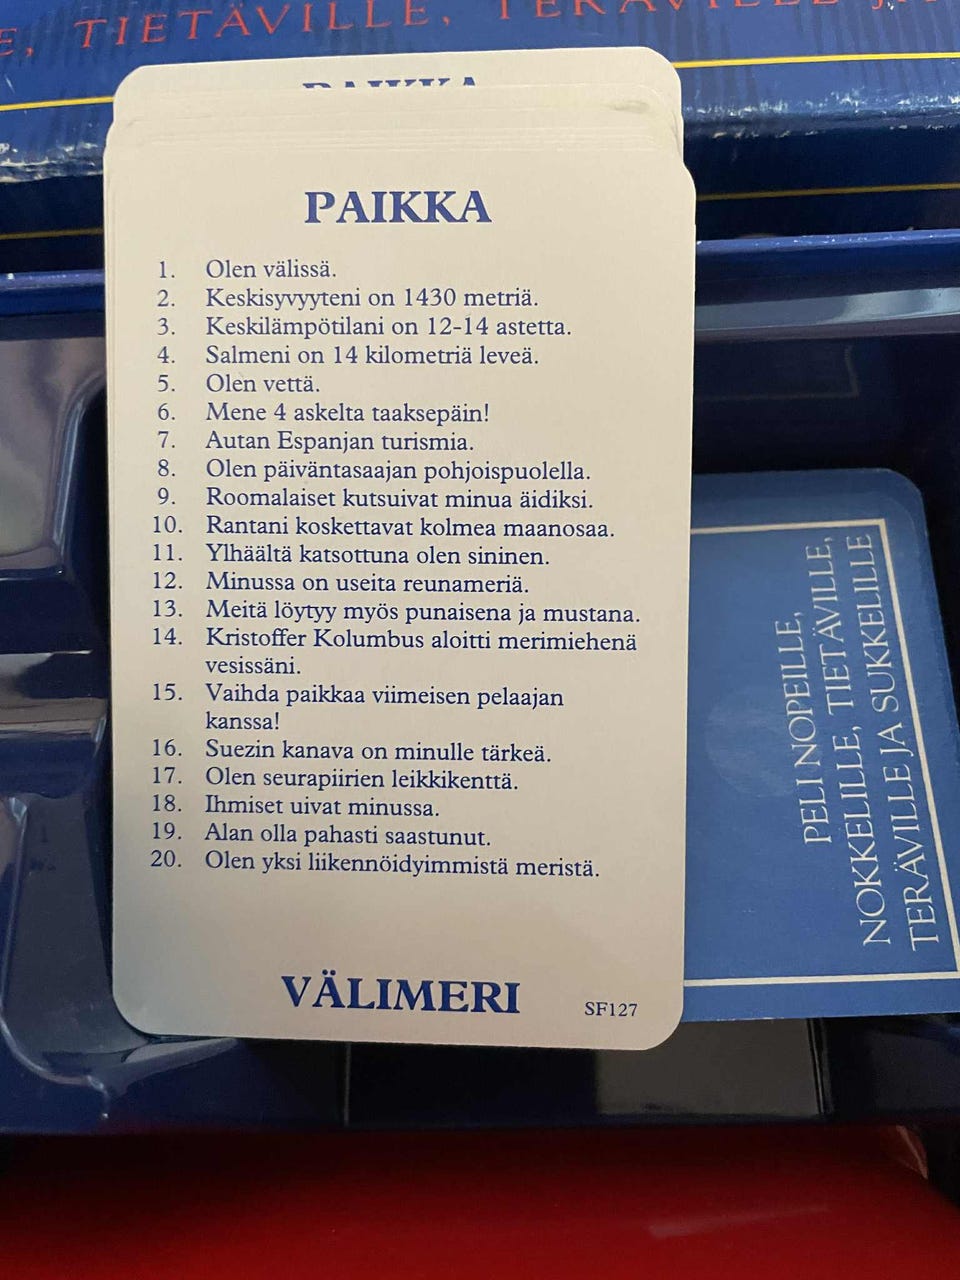 E, TIETÄVILLE, TERÄVILLE JA
PAIKKA
PAIKKA
1. Olen välissä.
2. Keskisyvyyteni on 1430 metriä.
3. Keskilämpötilani on 12-14 astetta.
4. Salmeni on 14 kilometriä leveä.
5. Olen vettä.
6. Mene 4 askelta taaksepäin!
7. Autan Espanjan turismia.
8. Olen päiväntasaajan pohjoispuolella.
9. Roomalaiset kutsuivat minua äidiksi.
10. Rantani koskettavat kolmea maanosaa.
11. Ylhäältä katsottuna olen sininen.
12. Minussa on useita reunameriä.
13. Meitä löytyy myös punaisena ja mustana.
14. Kristoffer Kolumbus aloitti merimiehenä
vesissäni.
15. Vaihda paikkaa viimeisen pelaajan
kanssa!
16. Suezin kanava on minulle tärkeä.
17. Olen seurapiirien leikkikenttä.
18. Ihmiset uivat minussa.
19. Alan olla pahasti saastunut.
20. Olen yksi liikennöidyimmistä meristä.
VÄLIMERI
SF127
PELI NOPEILLE,
NOKKELILLE, TIETÄVILLE,
TERÄVILLE JA SUKKELILLE